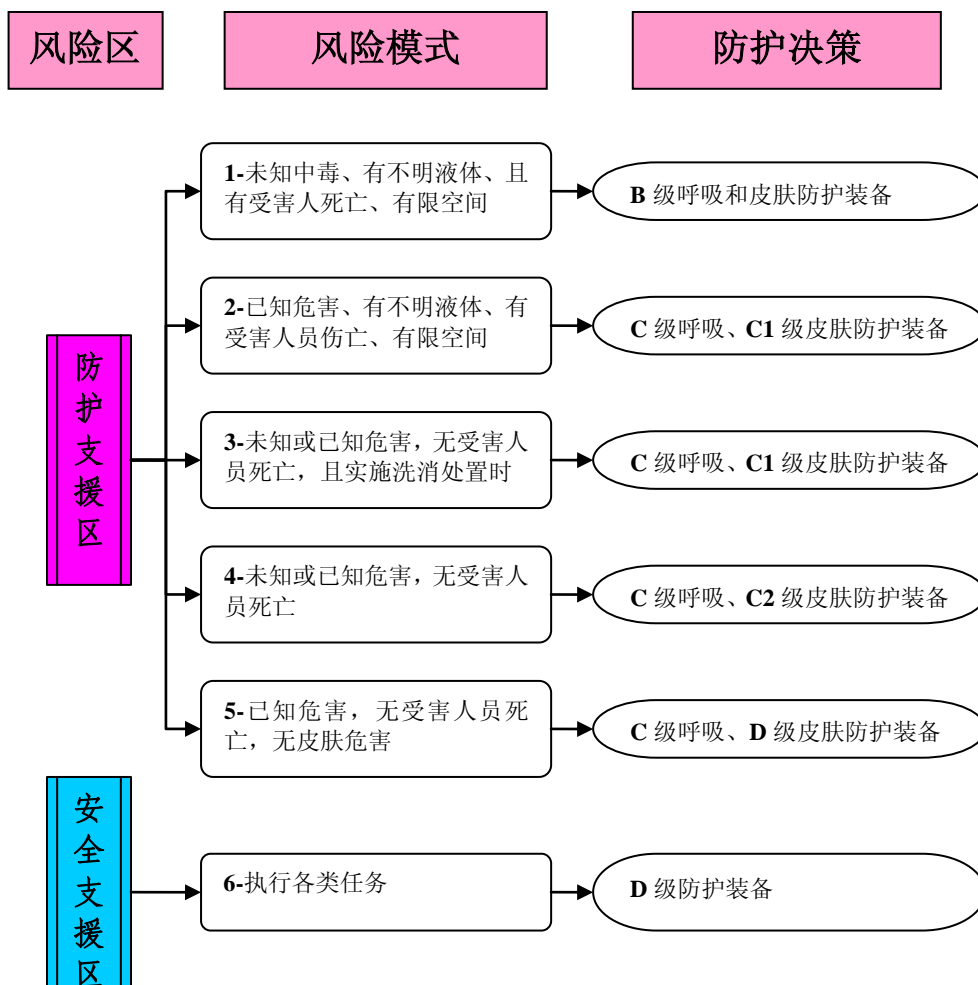 风险区
风险模式
防护决策
防护支援区
1-未知中毒、有不明液体、且
有受害人死亡、有限空间
B 级呼吸和皮肤防护装备
2-已知危害、有不明液体、有
受害人员伤亡、有限空间
C 级呼吸、C1 级皮肤防护装备
3-未知或已知危害，无受害人
员死亡，且实施洗消处置时
C 级呼吸、C1 级皮肤防护装备
4-未知或已知危害，无受害人
员死亡
C 级呼吸、C2 级皮肤防护装备
5-已知危害，无受害人员死
亡，无皮肤危害
C 级呼吸、D 级皮肤防护装备
安全支援区
6-执行各类任务
D 级防护装备